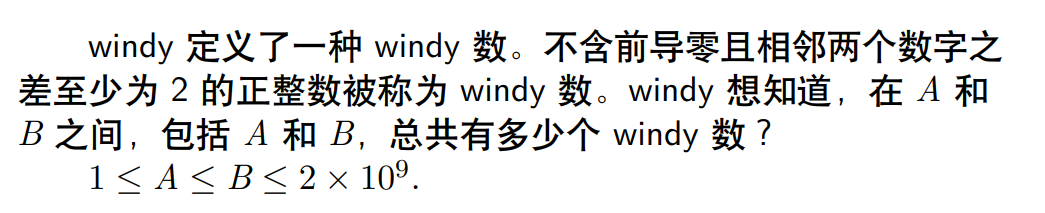 windy 定义了一种 windy 数。不含前导零且相邻两个数字之
差至少为 2 的正整数被称为 windy 数。windy 想知道，在 A 和
B 之间，包括 A 和 B，总共有多少个 windy 数？
1 ≤ A ≤ B ≤ 2 × 10⁹.